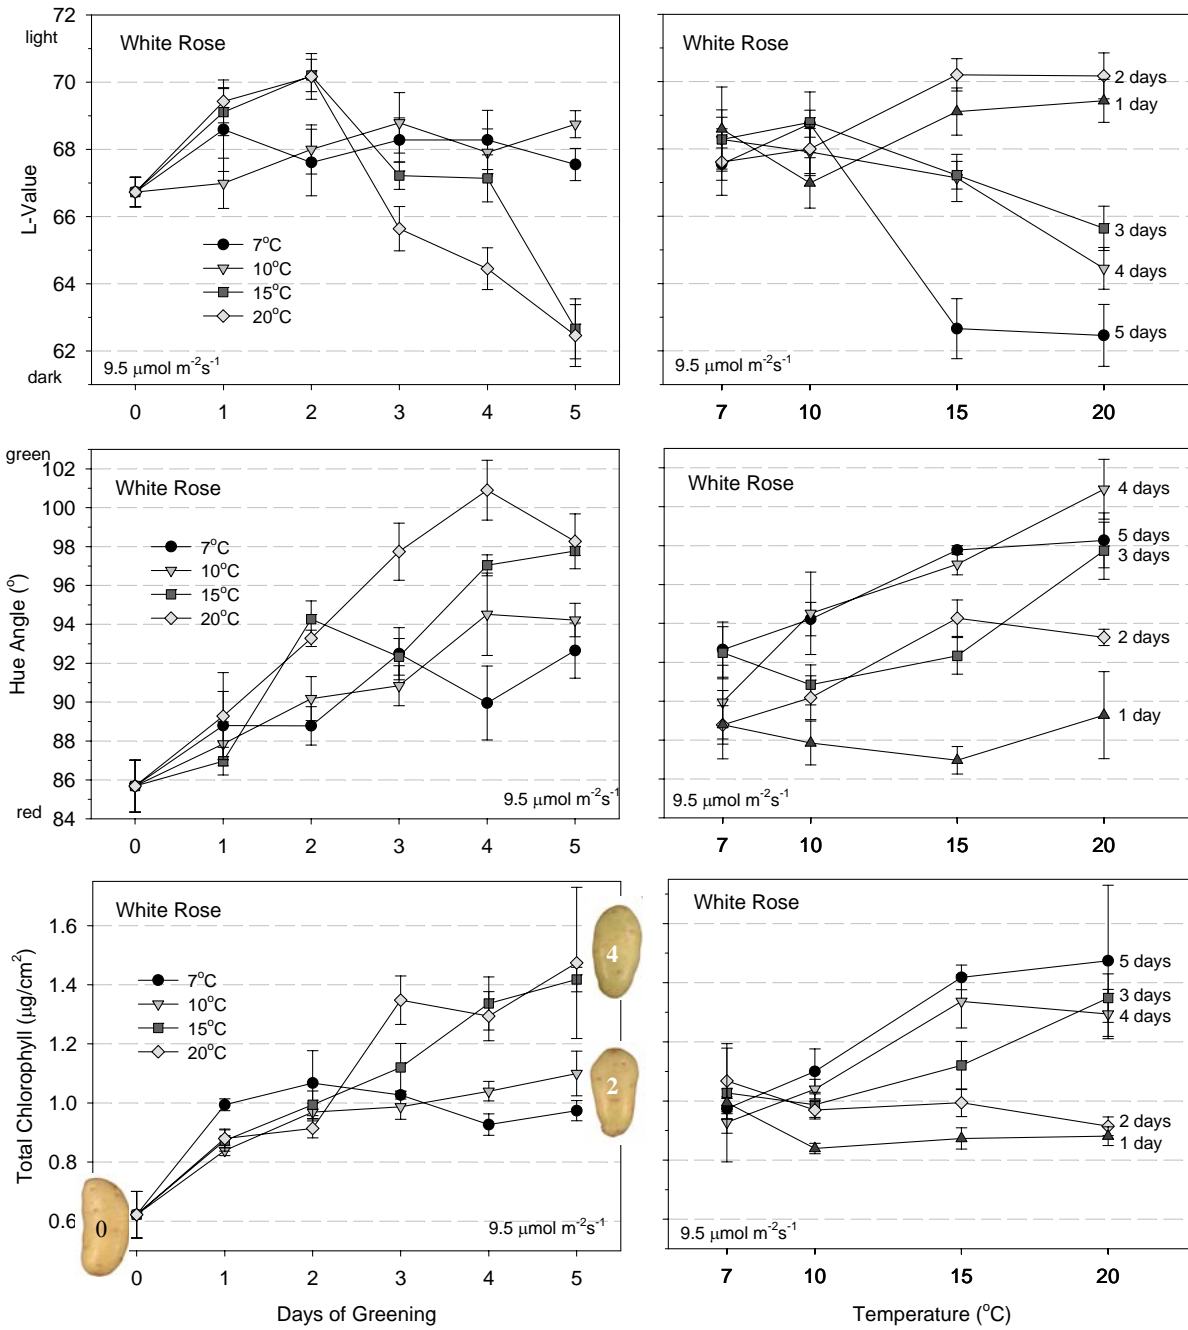 72
light
White Rose
70
68
L-Value
66
7°C
10°C
64
15°C
20°C
62
9.5 μmol m⁻²s⁻¹
dark
0 1 2 3 4 5
White Rose
2 days
1 day
3 days
4 days
5 days
9.5 μmol m⁻²s⁻¹
7 10 15 20
green
102
White Rose
100
98
7°C
96
10°C
15°C
94
20°C
Hue Angle (°)
92
90
88
86
red
9.5 μmol m⁻²s⁻¹
84
0 1 2 3 4 5
White Rose
4 days
5 days
3 days
2 days
1 day
9.5 μmol m⁻²s⁻¹
7 10 15 20
White Rose
1.6
4
7°C
10°C
1.4
15°C
20°C
1.2
Total Chlorophyll (μg/cm²)
2
1.0
0.8
0.6
0
9.5 μmol m⁻²s⁻¹
0 1 2 3 4 5
Days of Greening
White Rose
5 days
3 days
4 days
2 days
1 day
9.5 μmol m⁻²s⁻¹
7 10 15 20
Temperature (°C)